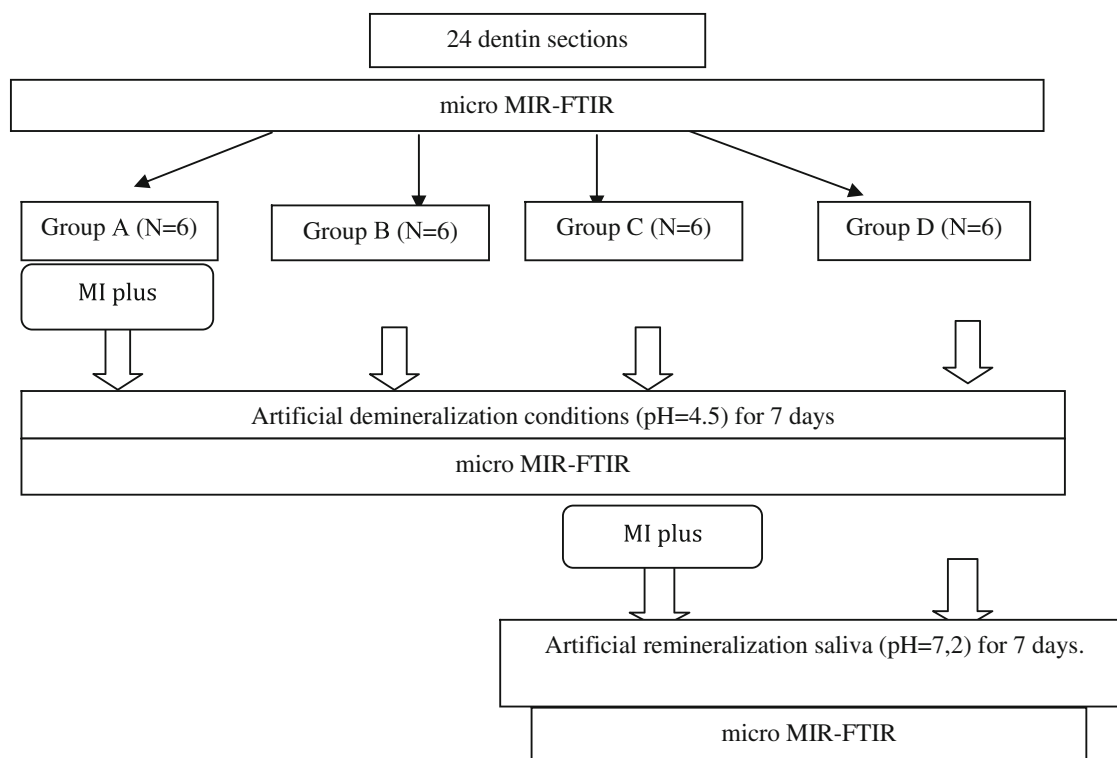 24 dentin sections
micro MIR-FTIR
Group A (N=6)
Group B (N=6)
Group C (N=6)
Group D (N=6)
MI plus
Artificial demineralization conditions (pH=4.5) for 7 days
micro MIR-FTIR
MI plus
Artificial remineralization saliva (pH=7,2) for 7 days.
micro MIR-FTIR